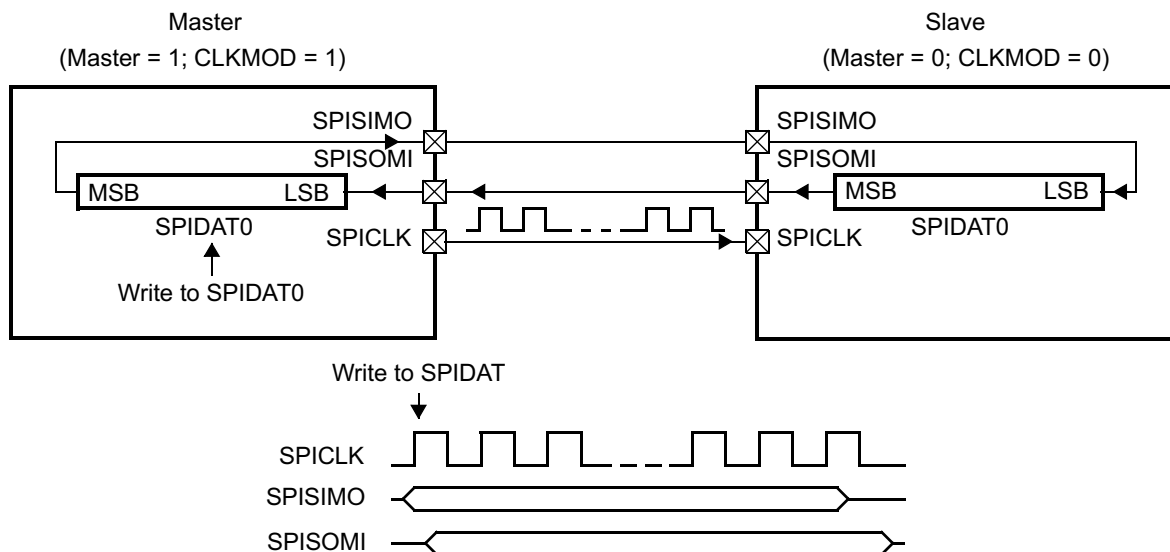 Master
(Master = 1; CLKMOD = 1)
Slave
(Master = 0; CLKMOD = 0)
SPISIMO
SPISOMI
MSB LSB
SPIDAT0
SPICLK
Write to SPIDAT0
SPISIMO
SPISOMI
MSB LSB
SPIDAT0
SPICLK
Write to SPIDAT
SPICLK
SPISIMO
SPISOMI